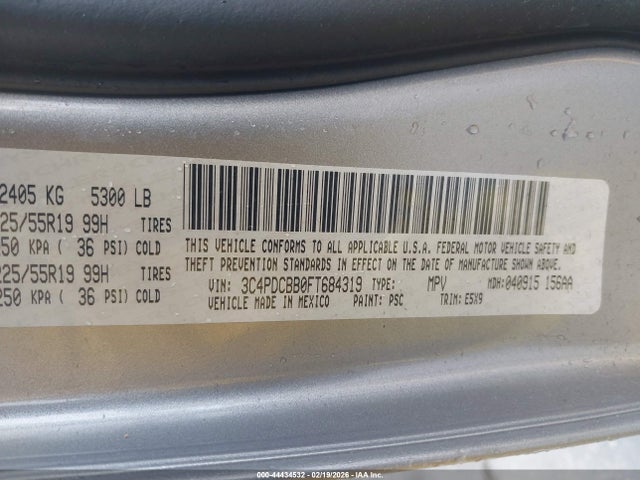 2405 KG 5300 LB
25/55R19 99H TIRES
50 KPA ( 36 PSI) COLD
225/55R19 99H TIRES
250 KPA ( 36 PSI) COLD
THIS VEHICLE CONFORMS TO ALL APPLICABLE U.S.A. FEDERAL MOTOR VEHICLE SAFETY AND
THEFT PREVENTION STANDARDS IN EFFECT ON THE DATE OF MANUFACTURE SHOWN ABOVE.
VIN: 3C4PDCBB0FT684319 TYPE: MPV MDH: 040915 156AA
VEHICLE MADE IN MEXICO PAINT: PSC TRIM: E5X9
000-44434532 - 02/19/2026 - IAA Inc.